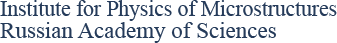 Institute for Physics of Microstructures
Russian Academy of Sciences